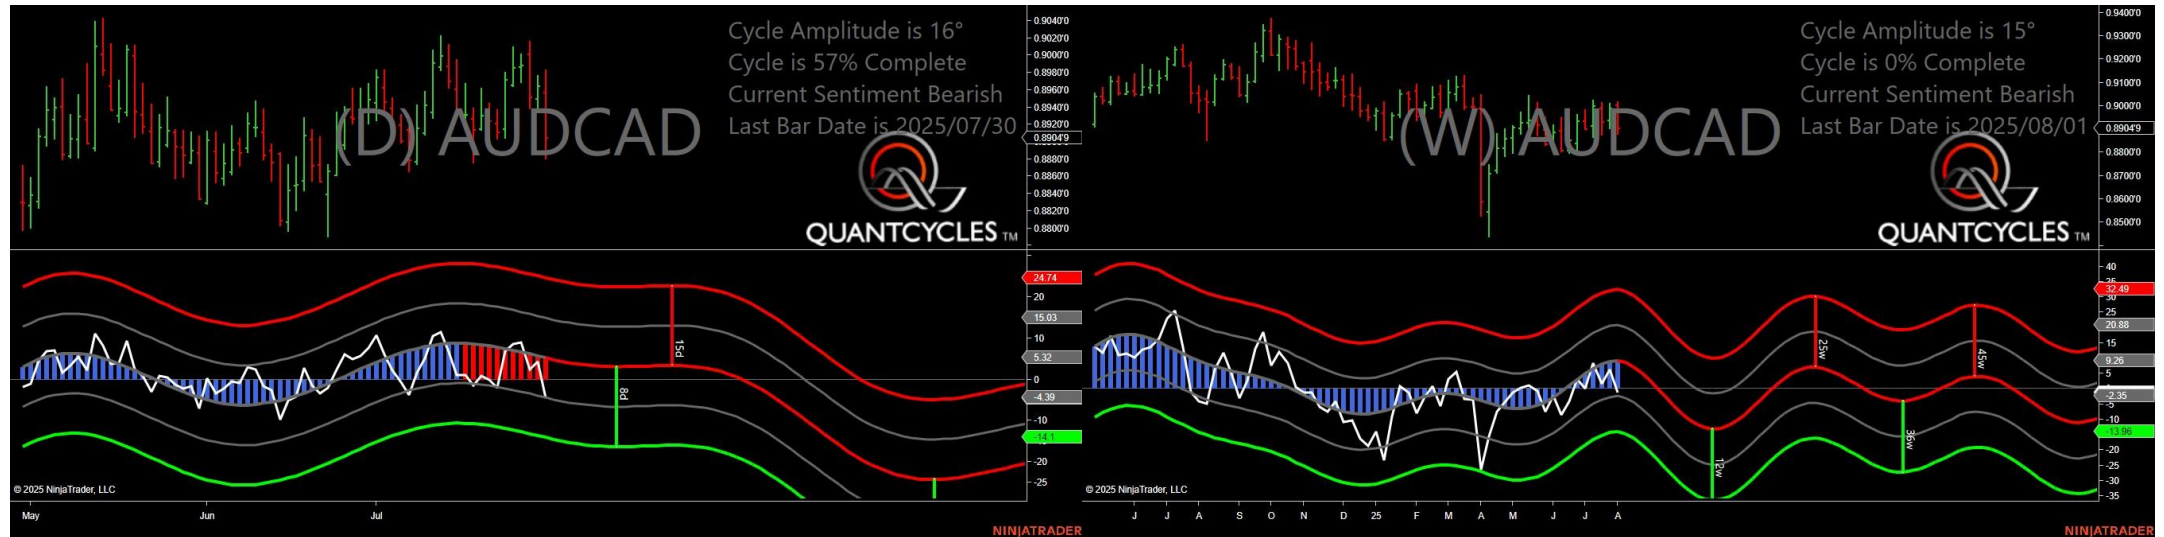 Cycle Amplitude is 16°
Cycle is 57% Complete
Current Sentiment Bearish
Last Bar Date is 2025/07/30
(D) AUDCAD
QUANTCYCLES TM
0.9040'0
0.9020'0
0.9000'0
0.8980'0
0.8960'0
0.8940'0
0.8920'0
0.8904'9
0.8880'0
0.8860'0
0.8840'0
0.8820'0
0.8800'0
24.74
20
15.03
10
5.32
0
-4.39
-10
-14.1
-20
-25
15d
8d
© 2025 NinjaTrader, LLC
May
Jun
Jul
NINJATRADER
Cycle Amplitude is 15°
Cycle is 0% Complete
Current Sentiment Bearish
Last Bar Date is 2025/08/01
(W) AUDCAD
QUANTCYCLES TM
0.9400'0
0.9300'0
0.9200'0
0.9100'0
0.9000'0
0.8904'9
0.8800'0
0.8700'0
0.8600'0
0.8500'0
40
32.49
30
25
20.88
15
9.26
5
-2.35
-5
-10
-13.96
-20
-25
-30
-35
25w
45w
12w
36w
© 2025 NinjaTrader, LLC
J
J
A
S
O
N
D
25
F
M
A
M
J
J
A
NINJATRADER